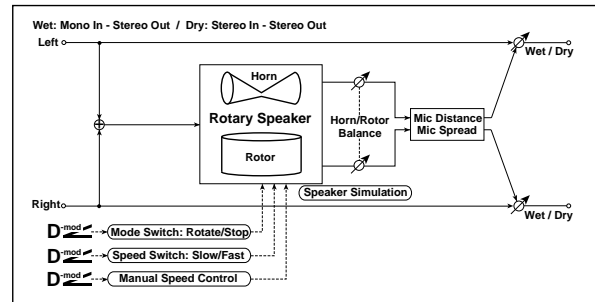 Wet: Mono In - Stereo Out / Dry: Stereo In - Stereo Out
Left
Wet / Dry
Horn
Rotary Speaker
Rotor
Horn/Rotor
Balance
Mic Distance
Mic Spread
Speaker Simulation
Right
Wet / Dry
D-mod Mode Switch: Rotate/Stop
D-mod Speed Switch: Slow/Fast
D-mod Manual Speed Control